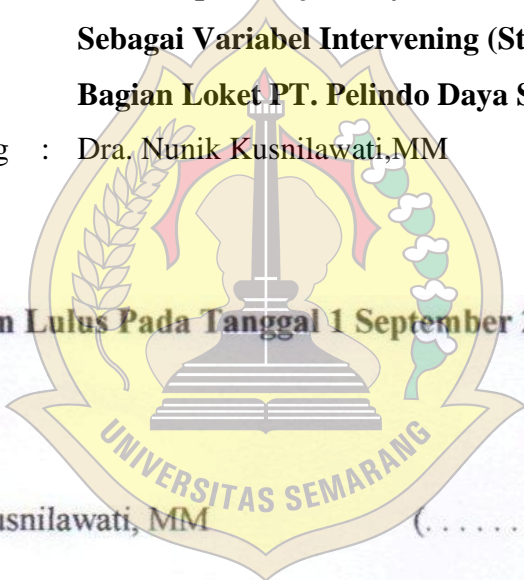 Sebagai Variabel Intervening (St
Bagian Loket PT. Pelindo Daya S
g : Dra. Nunik Kusnilawati,MM
n Lulus Pada Tanggal 1 September 2
UNIVERSITAS SEMARANG
usnilawati, MM (. . . . . .